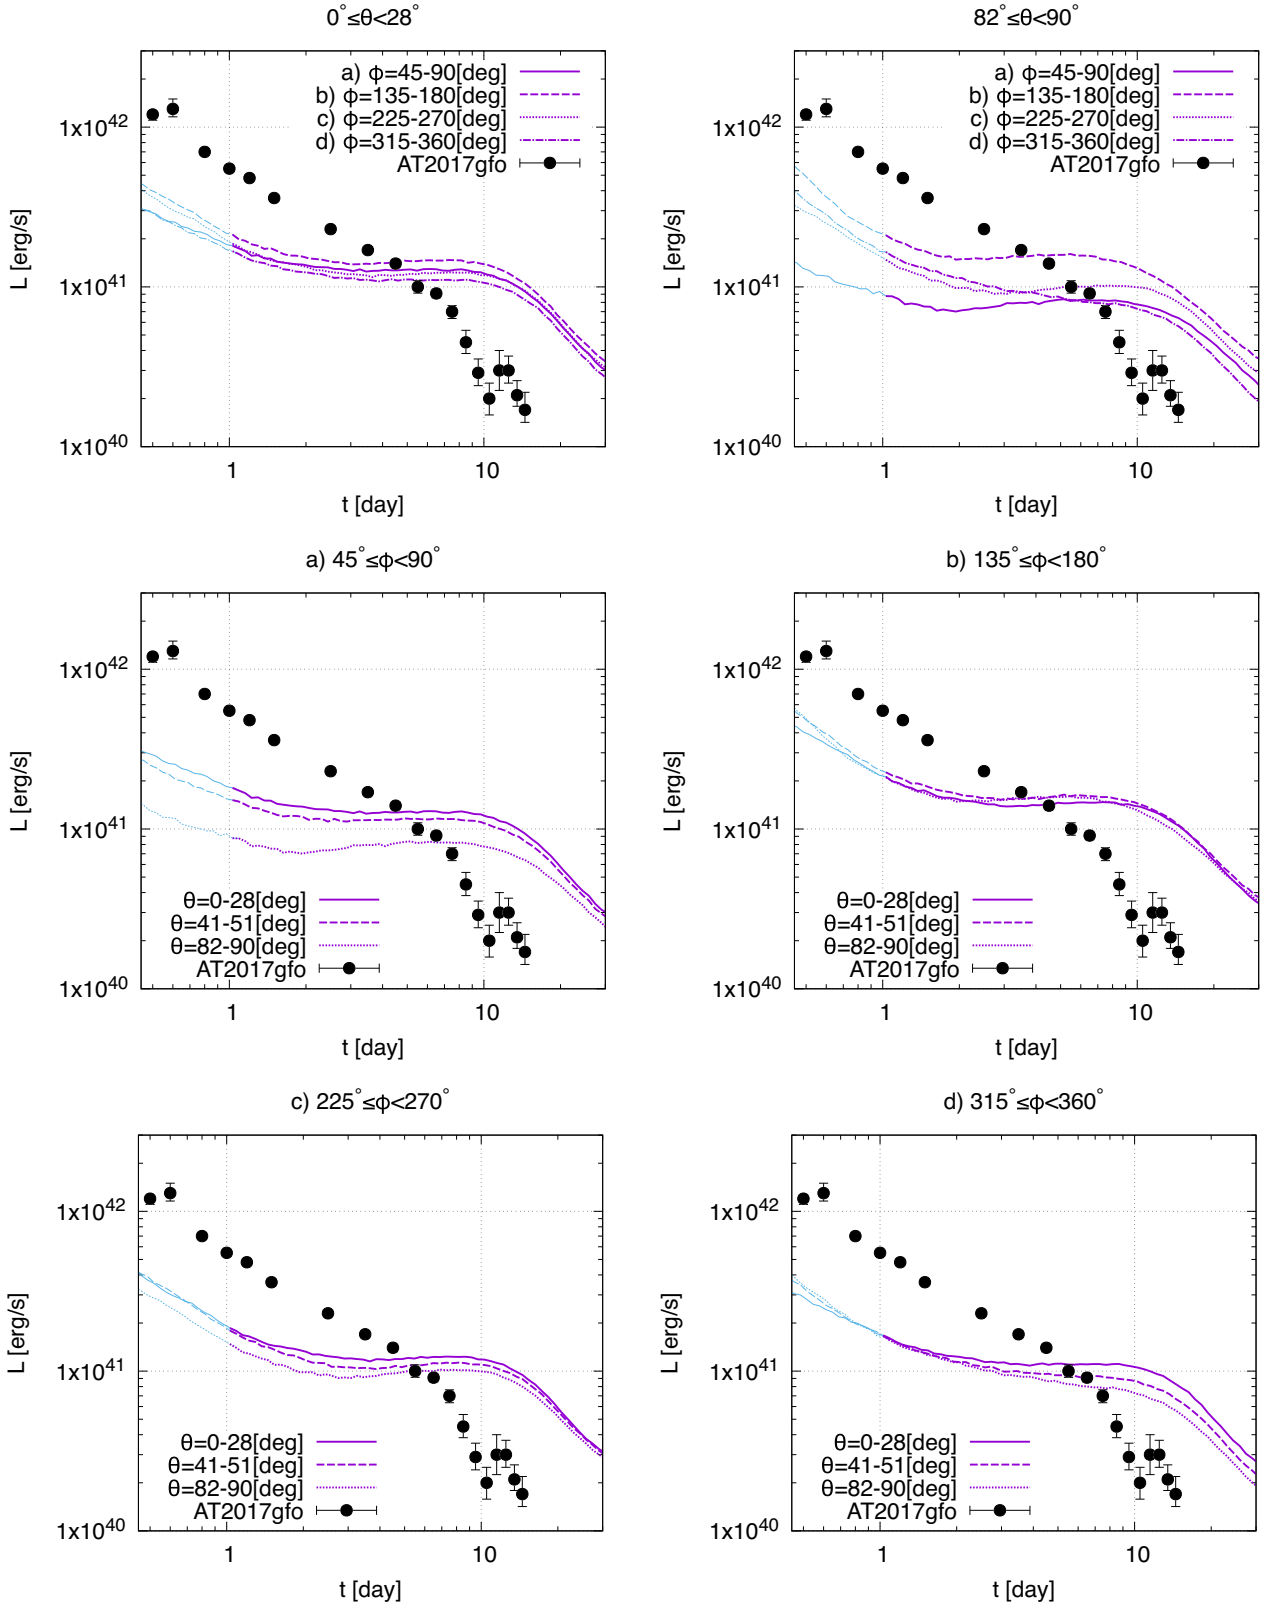 0°≤θ<28°
a) ϕ=45-90[deg]
b) ϕ=135-180[deg]
c) ϕ=225-270[deg]
d) ϕ=315-360[deg]
AT2017gfo
1x10^42
1x10^41
1x10^40
L [erg/s]
1 10
t [day]
82°≤θ<90°
a) ϕ=45-90[deg]
b) ϕ=135-180[deg]
c) ϕ=225-270[deg]
d) ϕ=315-360[deg]
AT2017gfo
1x10^42
1x10^41
1x10^40
L [erg/s]
1 10
t [day]
a) 45°≤ϕ<90°
1x10^42
1x10^41
1x10^40
L [erg/s]
θ=0-28[deg]
θ=41-51[deg]
θ=82-90[deg]
AT2017gfo
1 10
t [day]
b) 135°≤ϕ<180°
1x10^42
1x10^41
1x10^40
L [erg/s]
θ=0-28[deg]
θ=41-51[deg]
θ=82-90[deg]
AT2017gfo
1 10
t [day]
c) 225°≤ϕ<270°
1x10^42
1x10^41
1x10^40
L [erg/s]
θ=0-28[deg]
θ=41-51[deg]
θ=82-90[deg]
AT2017gfo
1 10
t [day]
d) 315°≤ϕ<360°
1x10^42
1x10^41
1x10^40
L [erg/s]
θ=0-28[deg]
θ=41-51[deg]
θ=82-90[deg]
AT2017gfo
1 10
t [day]